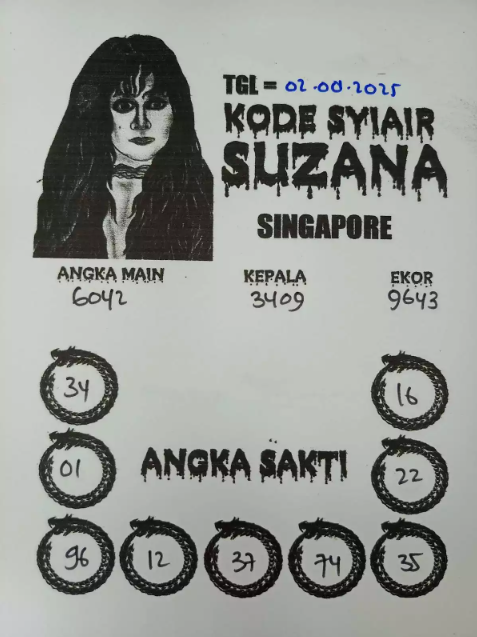 TGL = 02.08.2025
KODE SYIAIR
SUZANA
SINGAPORE
ANGKA MAIN KEPALA EKOR
6042 3409 9643
34 16
01 ANGKA SAKTI 22
96 12 37 74 35